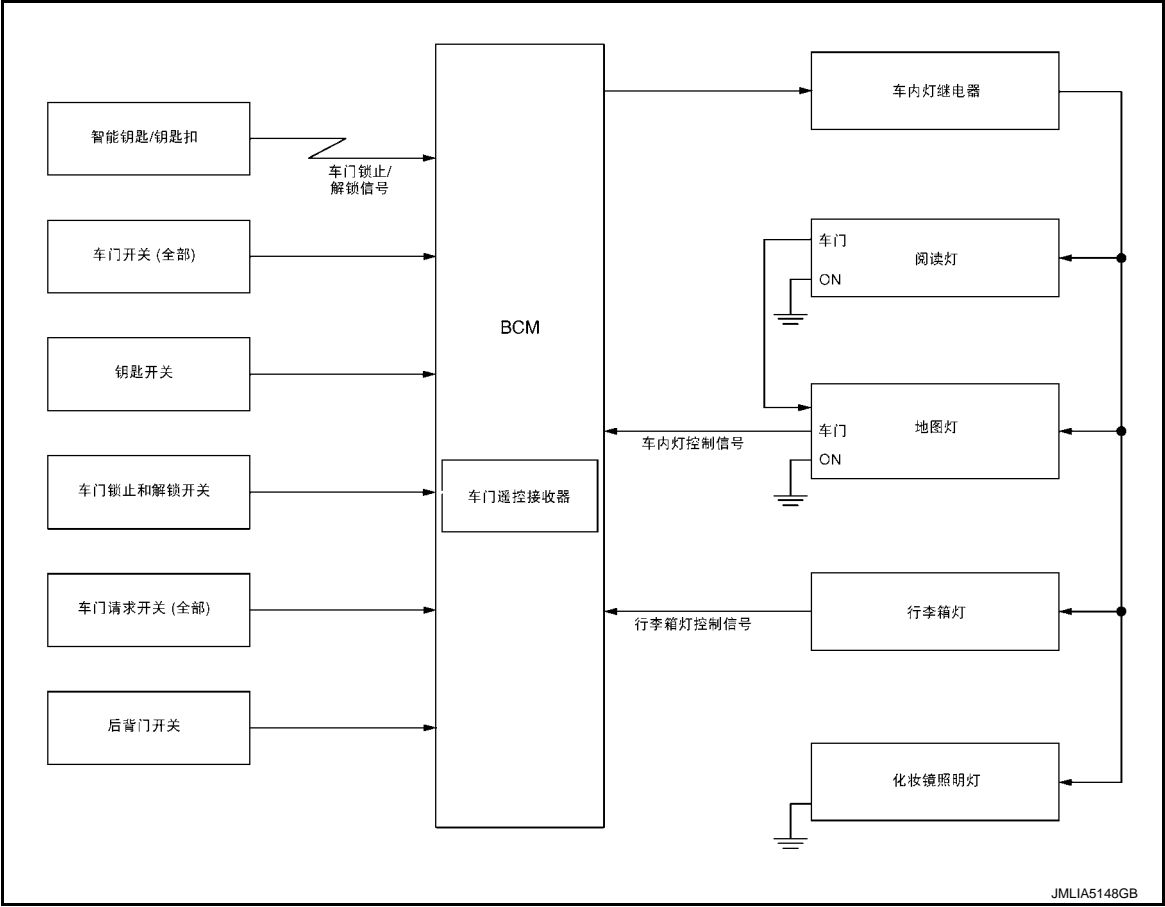 智能钥匙/钥匙扣
车门锁止/
解锁信号
车门开关 (全部)
钥匙开关
车门锁止和解锁开关
车门请求开关 (全部)
后背门开关
BCM
车门遥控接收器
车内灯继电器
车门
ON
阅读灯
车内灯控制信号
车门
ON
地图灯
行李箱灯控制信号
行李箱灯
化妆镜照明灯
JMLIA5148GB